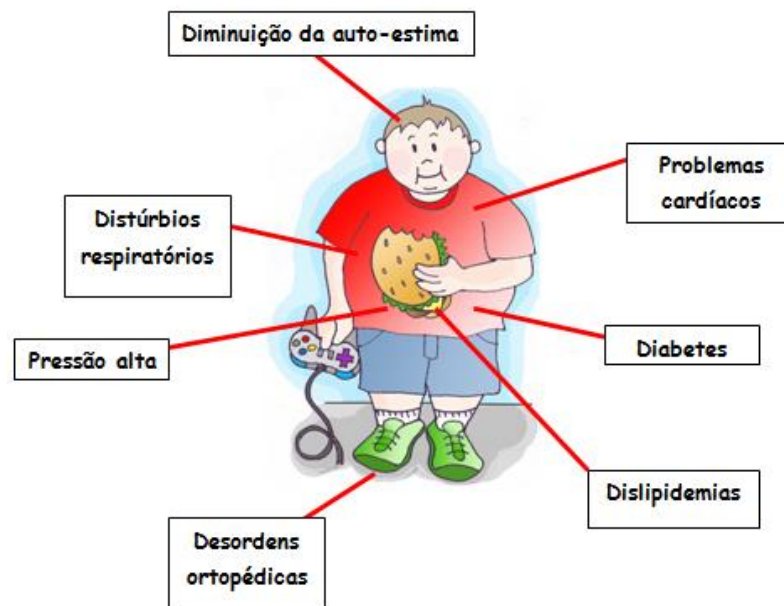 Diminuição da auto-estima
Problemas
cardíacos
Distúrbios
respiratórios
Pressão alta
Diabetes
Dislipidemias
Desordens
ortopédicas